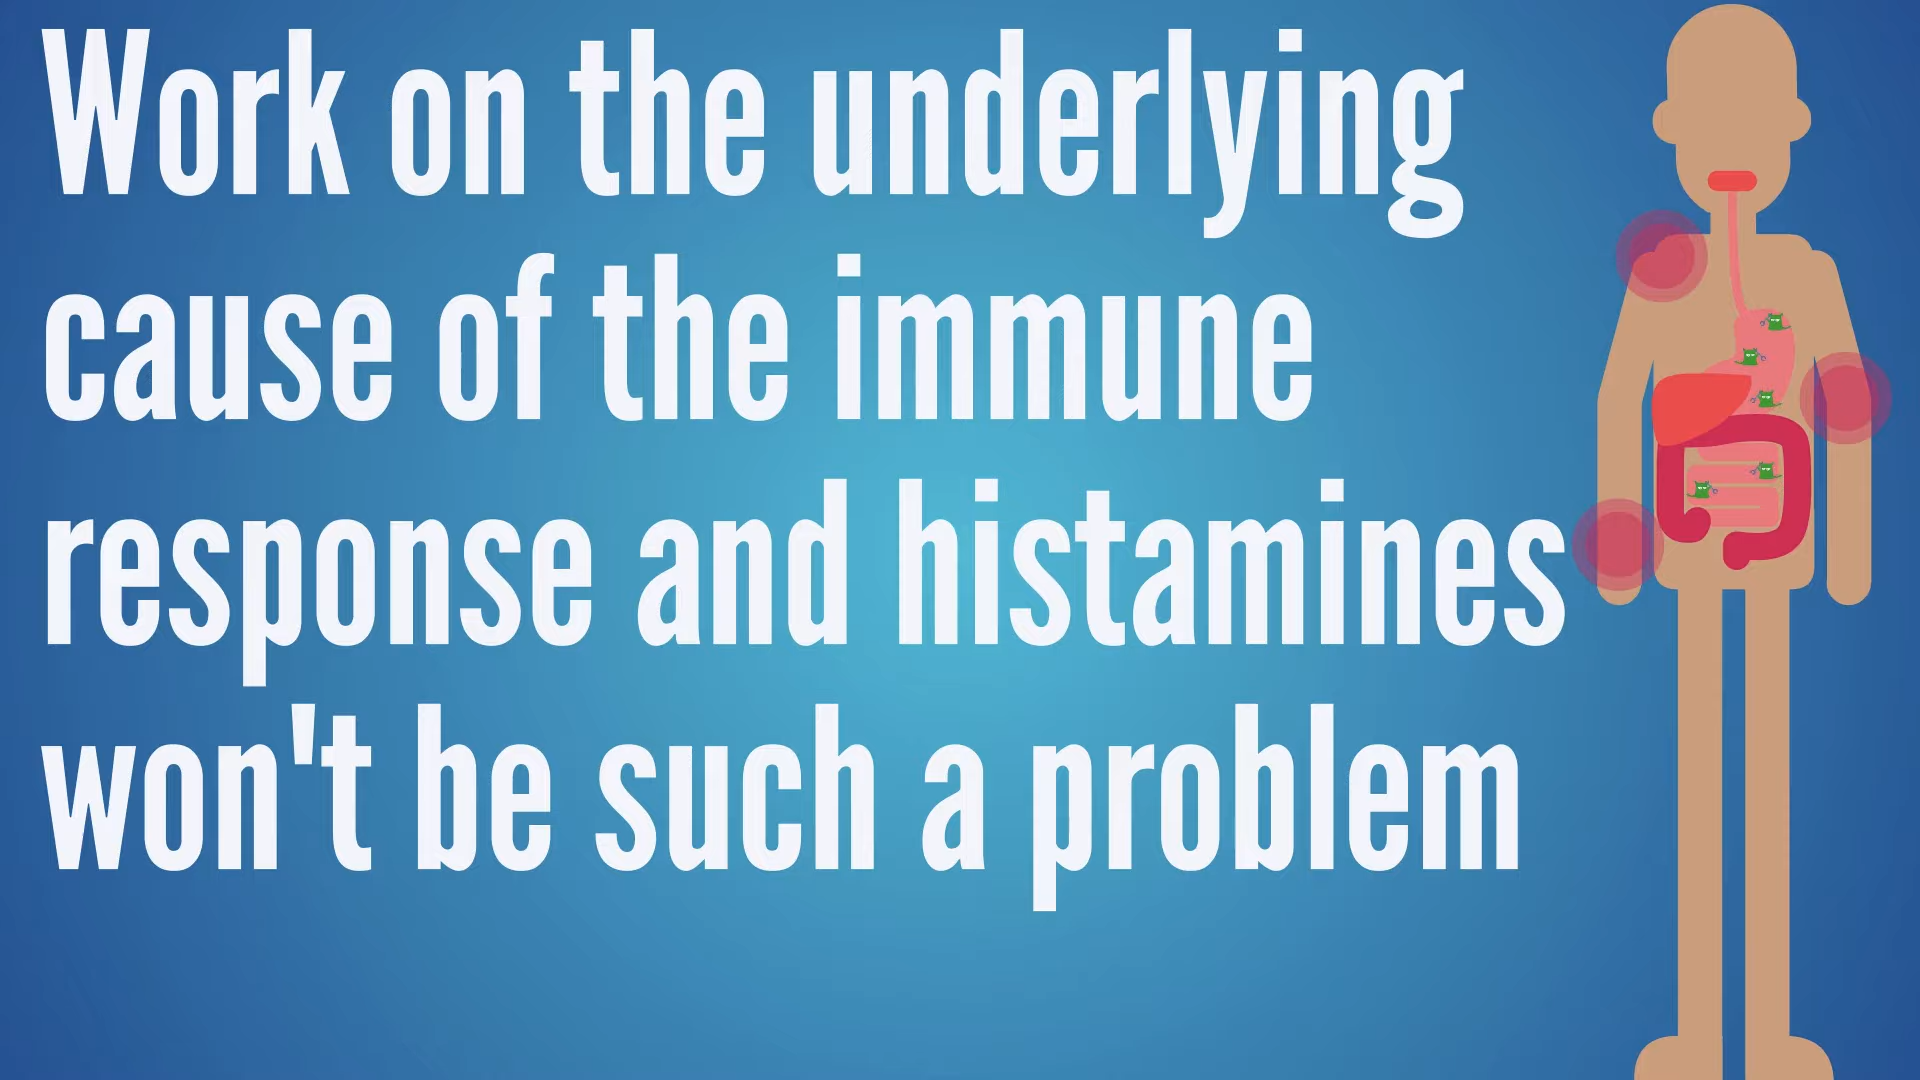 Work on the underlying
cause of the immune
response and histamines
won't be such a problem